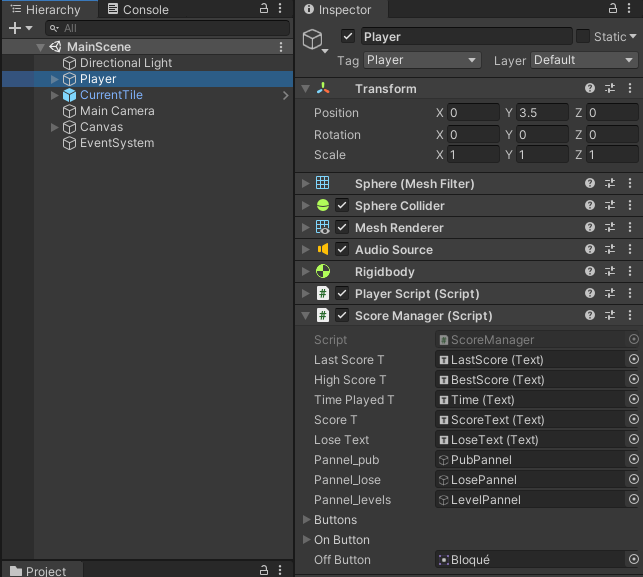 Hierarchy
Console
All
MainScene
Directional Light
Player
CurrentTile
Main Camera
Canvas
EventSystem
Project
Inspector
Player
Static
Tag Player Layer Default
Transform
Position X 0 Y 3.5 Z 0
Rotation X 0 Y 0 Z 0
Scale X 1 Y 1 Z 1
Sphere (Mesh Filter)
Sphere Collider
Mesh Renderer
Audio Source
Rigidbody
Player Script (Script)
Score Manager (Script)
Script ScoreManager
Last Score T LastScore (Text)
High Score T BestScore (Text)
Time Played T Time (Text)
Score T ScoreText (Text)
Lose Text LoseText (Text)
Pannel_pub PubPannel
Pannel_lose LosePannel
Pannel_levels LevelPannel
Buttons
On Button
Off Button Bloqué